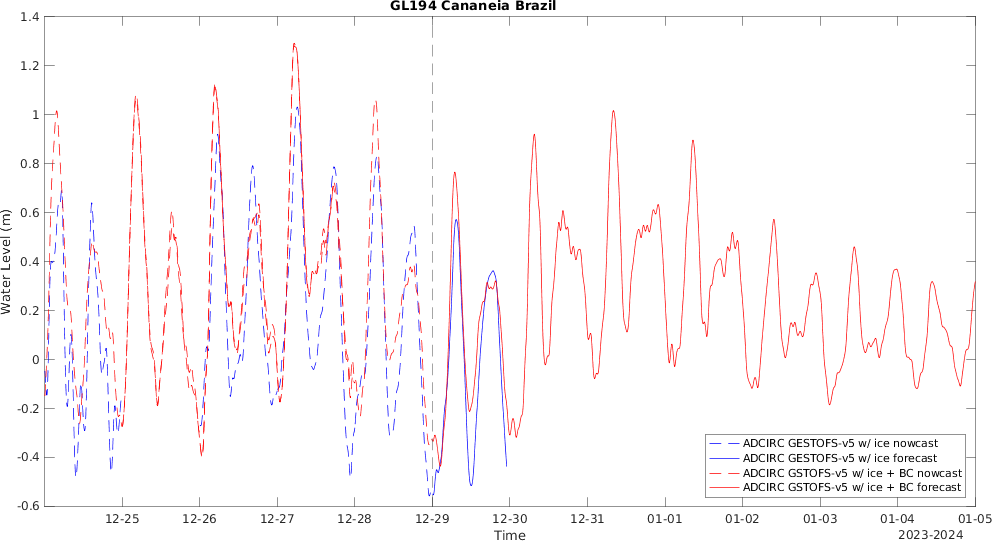 GL194 Cananeia Brazil
1.4
1.2
1
0.8
0.6
0.4
0.2
0
-0.2
-0.4
-0.6
Water Level (m)
ADCIRC GESTOFS-v5 w/ ice nowcast
ADCIRC GESTOFS-v5 w/ ice forecast
ADCIRC GSTOFS-v5 w/ ice + BC nowcast
ADCIRC GSTOFS-v5 w/ ice + BC forecast
12-25 12-26 12-27 12-28 12-29 12-30 12-31 01-01 01-02 01-03 01-04 01-05
Time
2023-2024